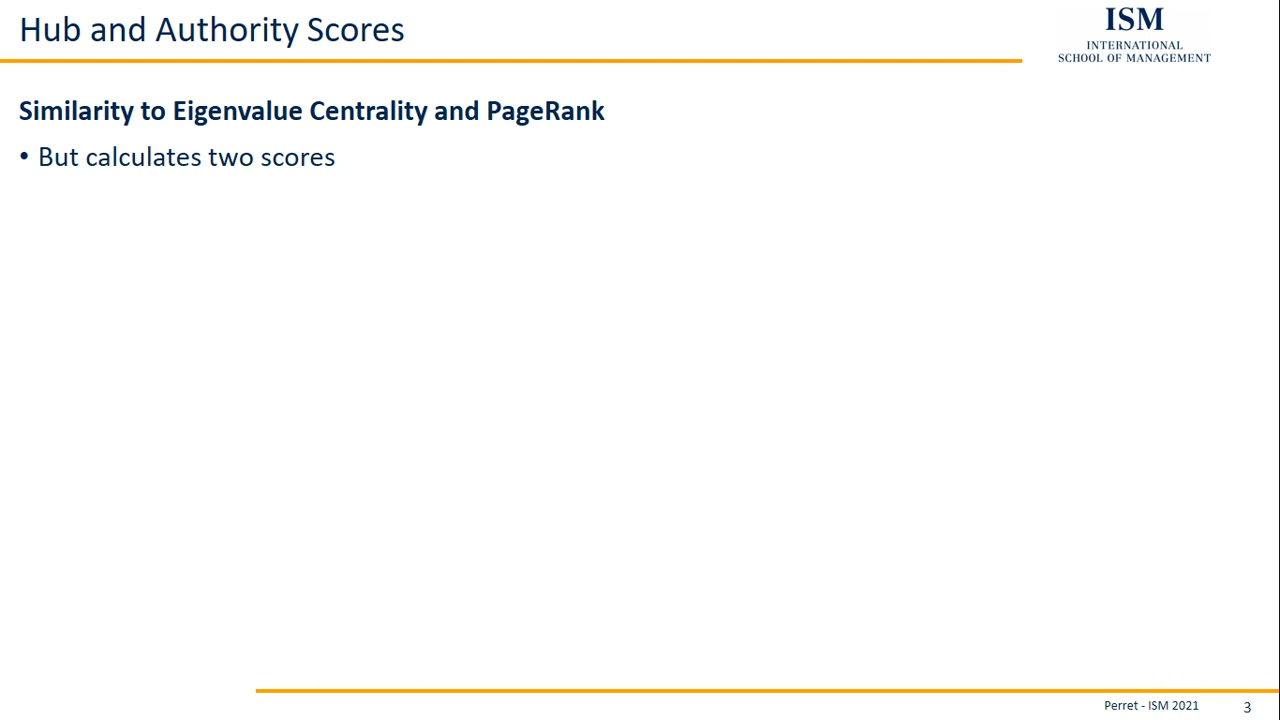 Hub and Authority Scores
ISM
INTERNATIONAL
SCHOOL OF MANAGEMENT
Similarity to Eigenvalue Centrality and PageRank
• But calculates two scores
Perret - ISM 2021
3